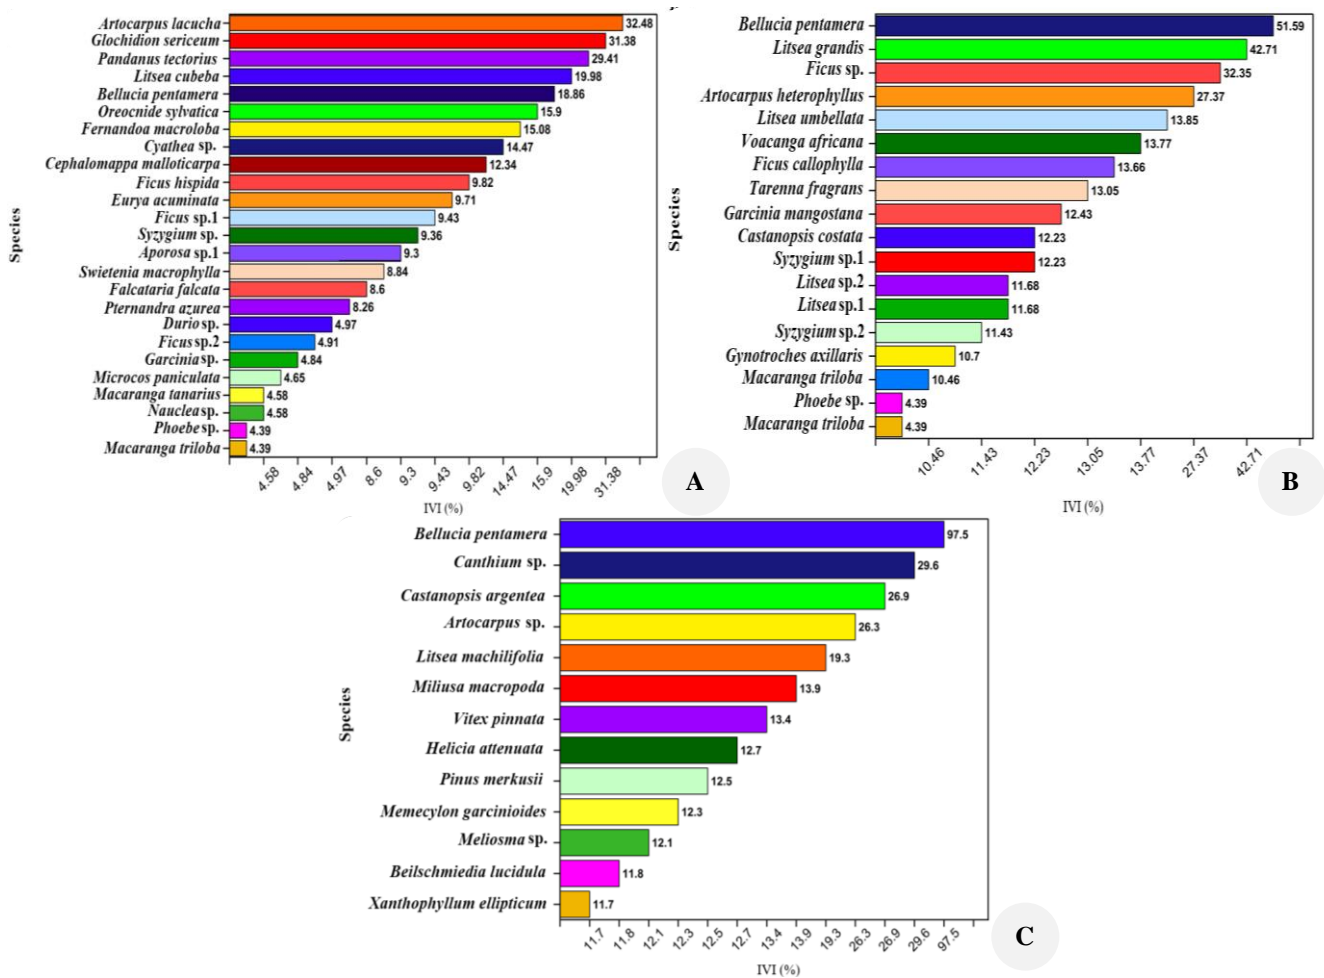 Artocarpus lacucha 32.48
Glochidion sericeum 31.38
Pandanus tectorius 29.41
Litsea cubeba 19.98
Bellucia pentamera 18.86
Oreocnide sylvatica 15.9
Fernandoa macroloba 15.08
Cyathea sp. 14.47
Cephalomappa malloticarpa 12.34
Ficus hispida 9.82
Eurya acuminata 9.71
Ficus sp.1 9.43
Syzygium sp. 9.36
Aporosa sp.1 9.3
Swietenia macrophylla 8.84
Falcataria falcata 8.6
Pternandra azurea 8.26
Durio sp. 4.97
Ficus sp.2 4.91
Garcinia sp. 4.84
Microcos paniculata 4.65
Macaranga tanarius 4.58
Nauclea sp. 4.58
Phoebe sp. 4.39
Macaranga triloba 4.39
Species
4.58 4.84 4.97 8.6 9.3 9.43 9.82 14.47 15.9 19.98 31.38
IVI (%)
A
Bellucia pentamera 51.59
Litsea grandis 42.71
Ficus sp. 32.35
Artocarpus heterophyllus 27.37
Litsea umbellata 13.85
Voacanga africana 13.77
Ficus callophylla 13.66
Tarenna fragrans 13.05
Garcinia mangostana 12.43
Castanopsis costata 12.23
Syzygium sp.1 12.23
Litsea sp.2 11.68
Litsea sp.1 11.68
Syzygium sp.2 11.43
Gynotroches axillaris 10.7
Macaranga triloba 10.46
Phoebe sp. 4.39
Macaranga triloba 4.39
Species
10.46 11.43 12.23 13.05 13.77 27.37 42.71
IVI (%)
B
Bellucia pentamera 97.5
Canthium sp. 29.6
Castanopsis argentea 26.9
Artocarpus sp. 26.3
Litsea machilifolia 19.3
Miliusa macropoda 13.9
Vitex pinnata 13.4
Helicia attenuata 12.7
Pinus merkusii 12.5
Memecylon garcinioides 12.3
Meliosma sp. 12.1
Beilschmiedia lucidula 11.8
Xanthophyllum ellipticum 11.7
Species
11.7 11.8 12.1 12.3 12.5 12.7 13.4 13.9 19.3 26.3 26.9 29.6 97.5
IVI (%)
C